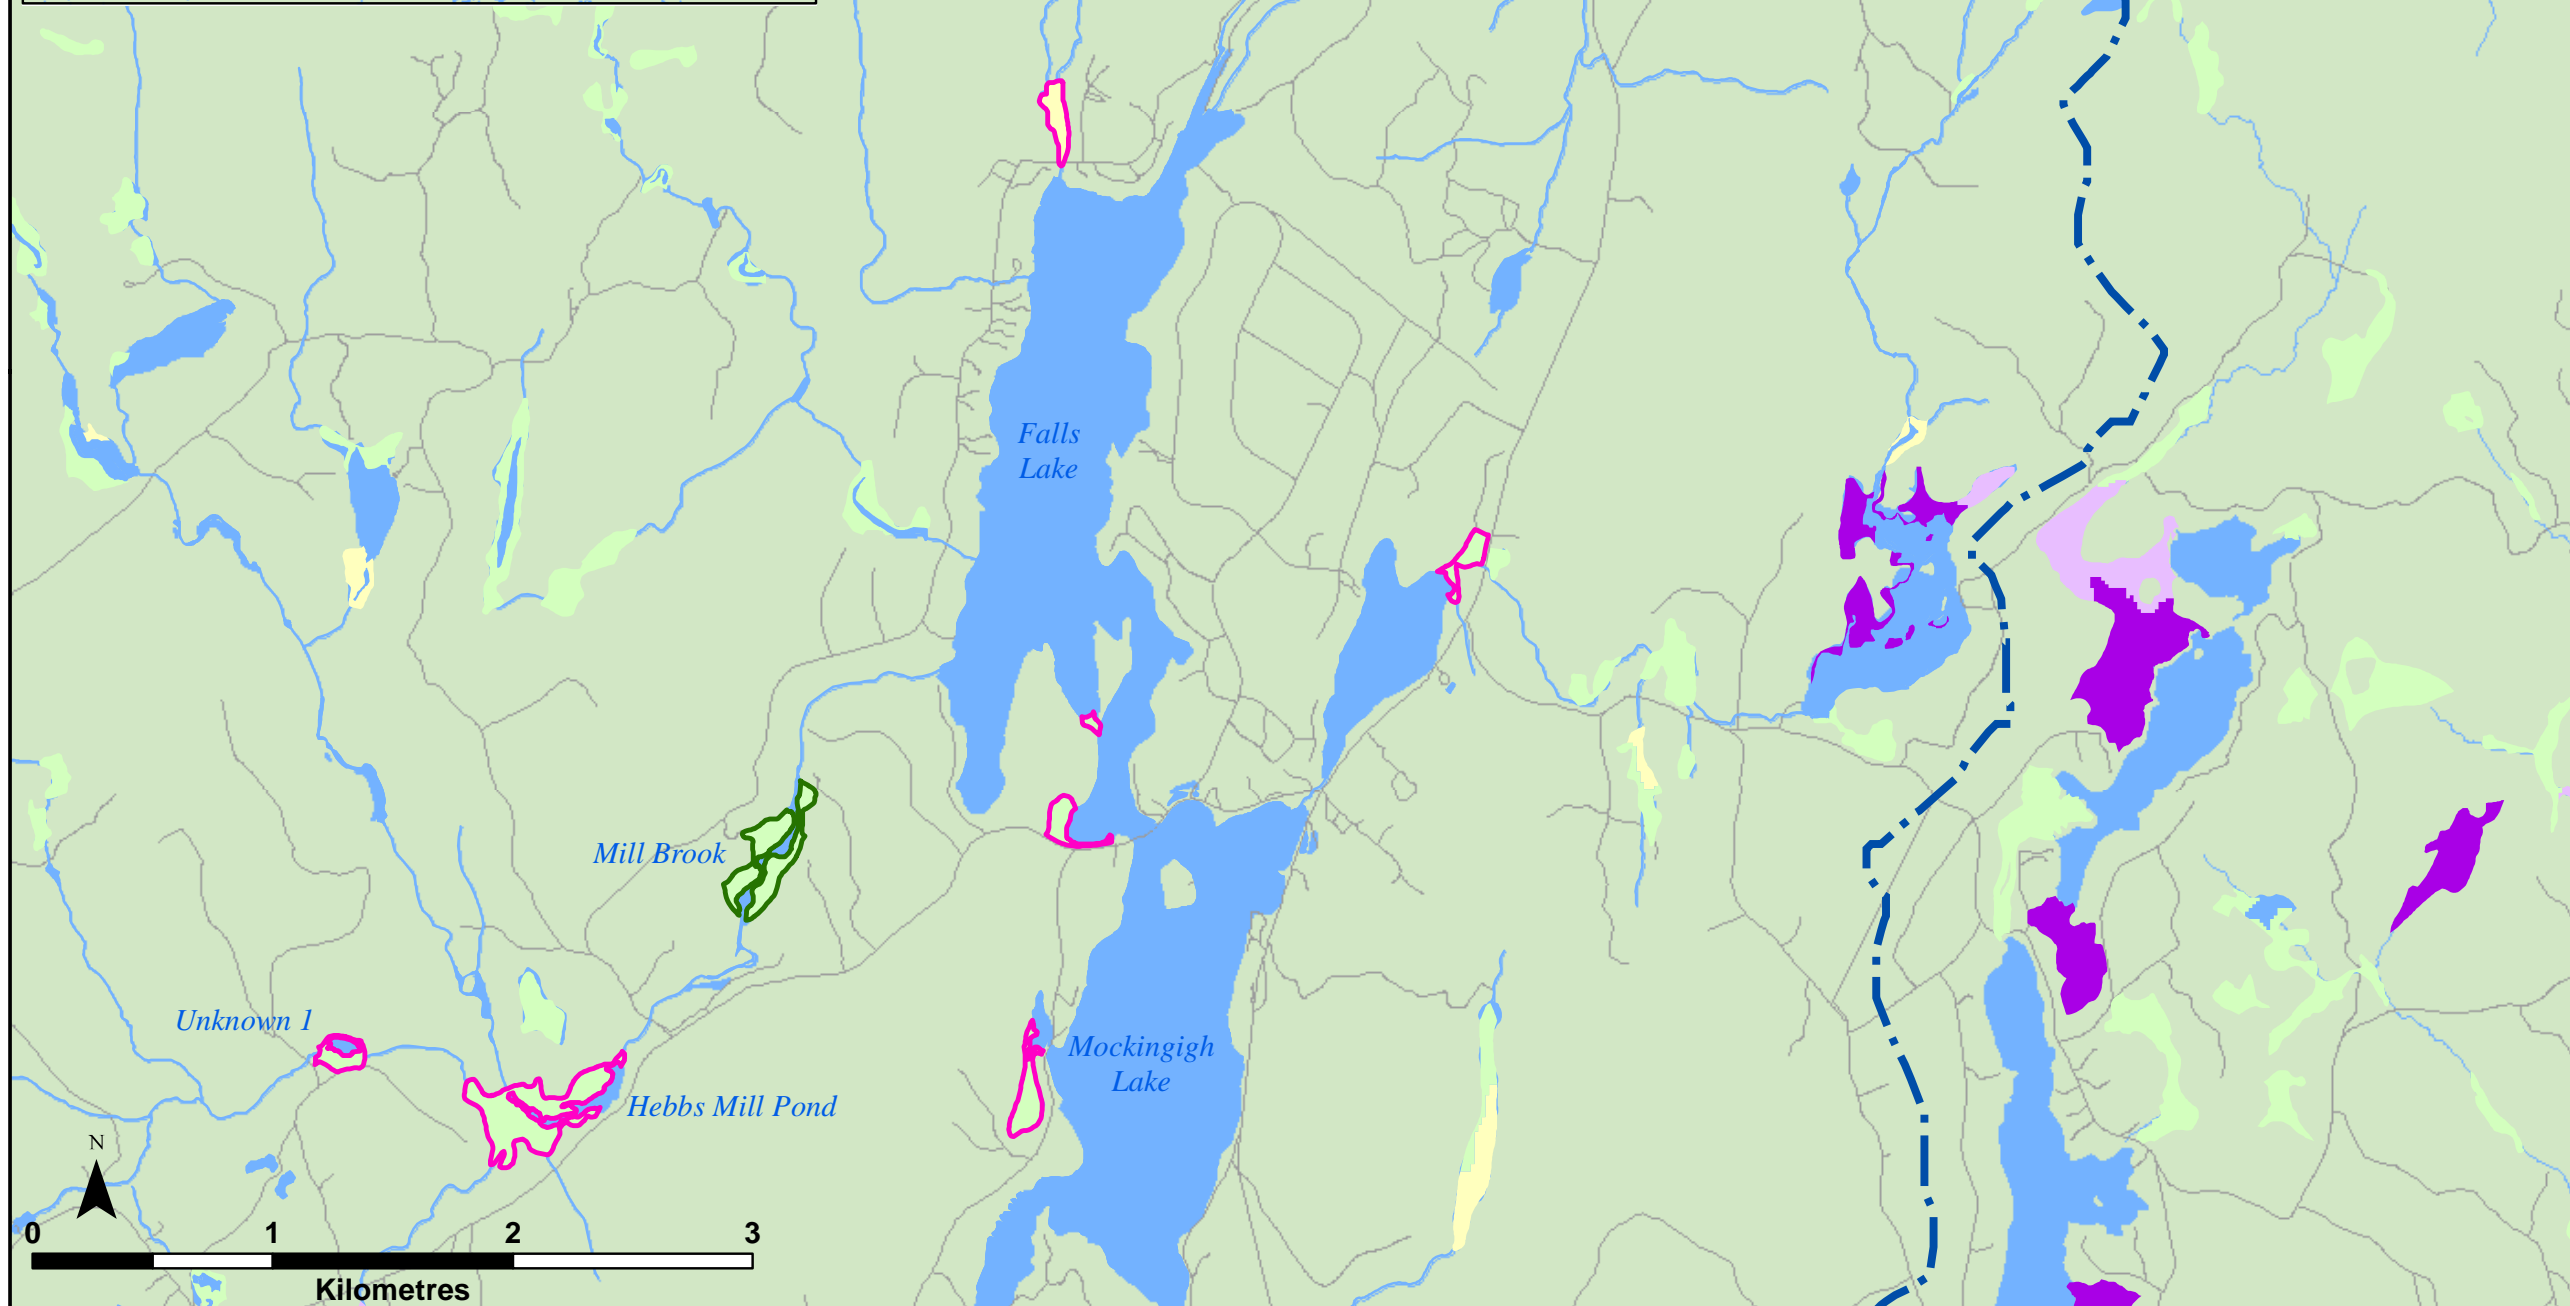 Falls
Lake
Mill Brook
Unknown 1
Mockingigh
Lake
Hebbs Mill Pond
N
0 1 2 3
Kilometres